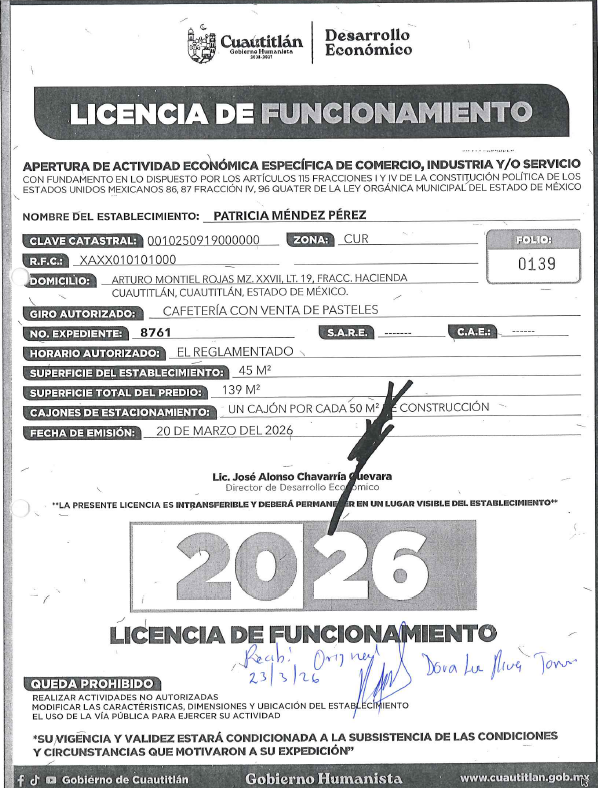 Cuautitlán
Gobierno Humanista
2025-2027
Desarrollo
Económico
LICENCIA DE FUNCIONAMIENTO
APERTURA DE ACTIVIDAD ECONÓMICA ESPECÍFICA DE COMERCIO, INDUSTRIA Y/O SERVICIO
CON FUNDAMENTO EN LO DISPUESTO POR LOS ARTÍCULOS 115 FRACCIONES I Y IV DE LA CONSTITUCIÓN POLÍTICA DE LOS
ESTADOS UNIDOS MEXICANOS 86, 87 FRACCIÓN IV, 96 QUATER DE LA LEY ORGÁNICA MUNICIPAL DEL ESTADO DE MÉXICO
NOMBRE DEL ESTABLECIMIENTO: PATRICIA MÉNDEZ PÉREZ
CLAVE CATASTRAL: 0010250919000000 ZONA: CUR
FOLIO:
0139
R.F.C.: XAXX010101000
DOMICILIO: ARTURO MONTIEL ROJAS MZ. XXVII, LT. 19, FRACC. HACIENDA
CUAUTITLÁN, CUAUTITLÁN, ESTADO DE MÉXICO.
GIRO AUTORIZADO: CAFETERÍA CON VENTA DE PASTELES
NO. EXPEDIENTE: 8761 S.A.R.E. ------- C.A.E.: ------
HORARIO AUTORIZADO: EL REGLAMENTADO
SUPERFICIE DEL ESTABLECIMIENTO: 45 M²
SUPERFICIE TOTAL DEL PREDIO: 139 M²
CAJONES DE ESTACIONAMIENTO: UN CAJÓN POR CADA 50 M² DE CONSTRUCCIÓN
FECHA DE EMISIÓN: 20 DE MARZO DEL 2026
Lic. José Alonso Chavarría Guevara
Director de Desarrollo Económico
**LA PRESENTE LICENCIA ES INTRANSFERIBLE Y DEBERÁ PERMANECER EN UN LUGAR VISIBLE DEL ESTABLECIMIENTO**
2026
LICENCIA DE FUNCIONAMIENTO
Recibí Original
23/3/26
QUEDA PROHIBIDO
REALIZAR ACTIVIDADES NO AUTORIZADAS
MODIFICAR LAS CARACTERÍSTICAS, DIMENSIONES Y UBICACIÓN DEL ESTABLECIMIENTO
EL USO DE LA VÍA PÚBLICA PARA EJERCER SU ACTIVIDAD
*SU VIGENCIA Y VALIDEZ ESTARÁ CONDICIONADA A LA SUBSISTENCIA DE LAS CONDICIONES
Y CIRCUNSTANCIAS QUE MOTIVARON A SU EXPEDICIÓN"
Gobierno de Cuautitlán Gobierno Humanista www.cuautitlan.gob.mx